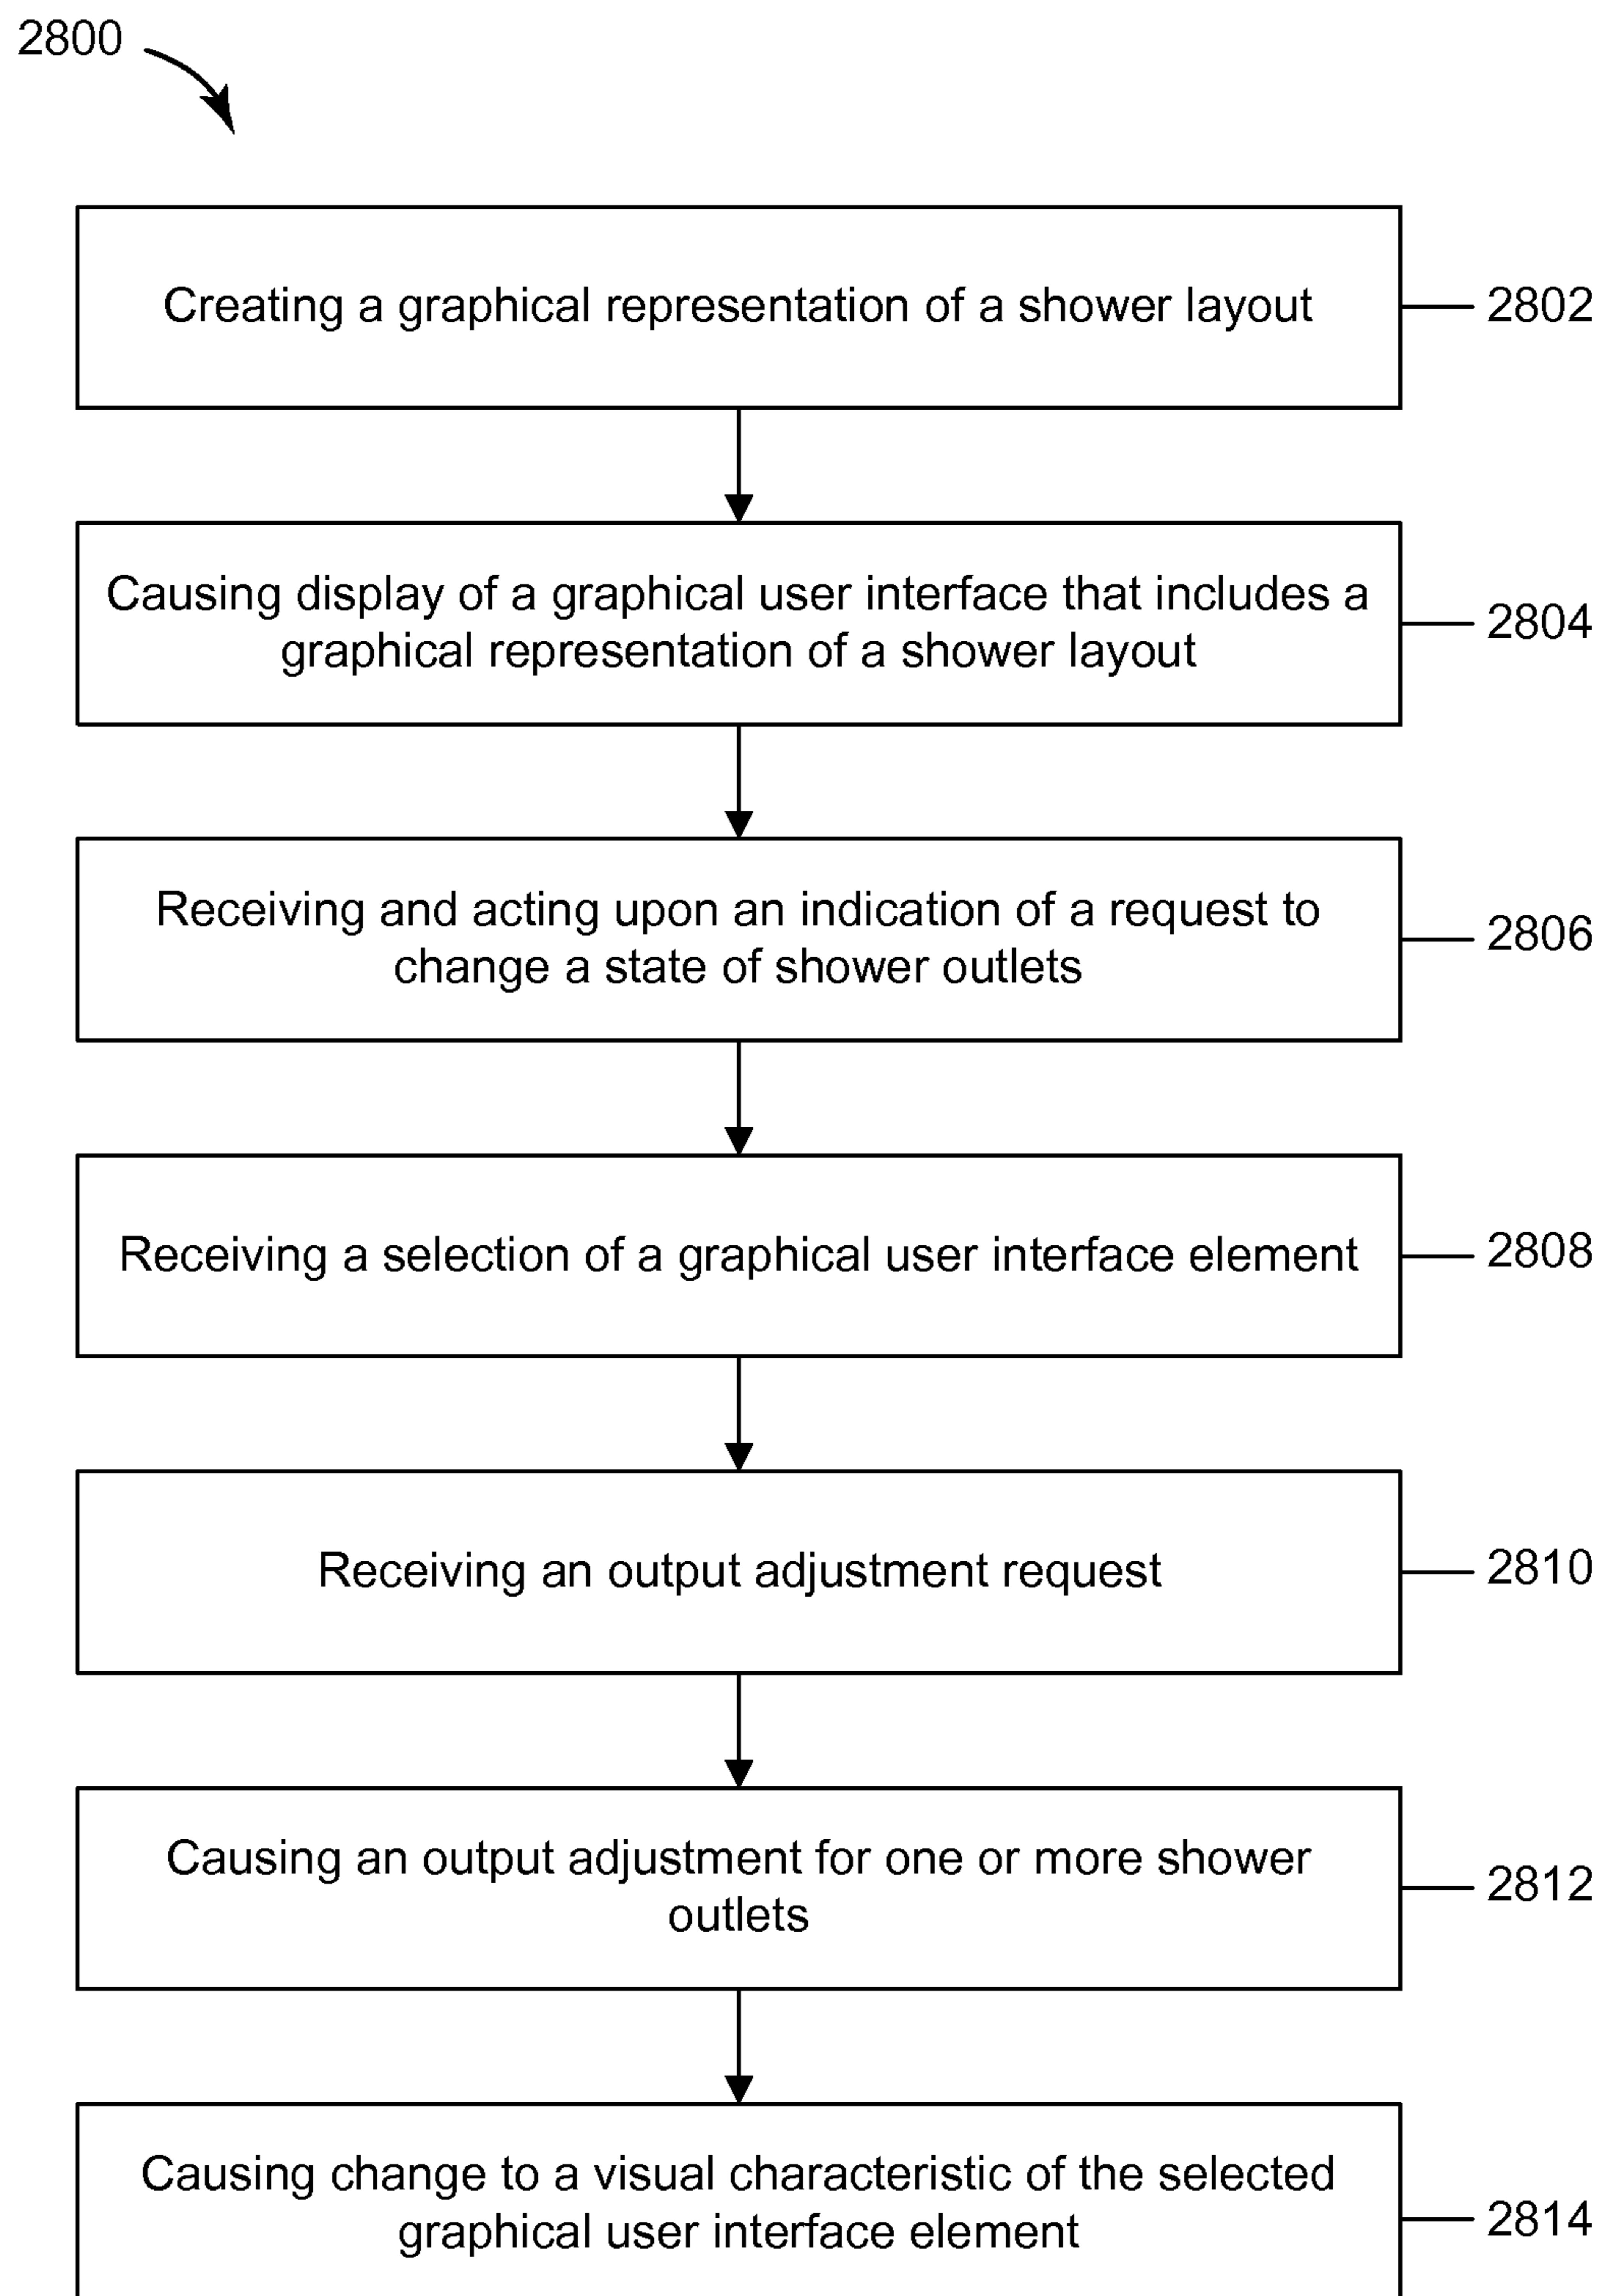 2800
Creating a graphical representation of a shower layout
2802
Causing display of a graphical user interface that includes a
graphical representation of a shower layout
2804
Receiving and acting upon an indication of a request to
change a state of shower outlets
2806
Receiving a selection of a graphical user interface element
2808
Receiving an output adjustment request
2810
Causing an output adjustment for one or more shower
outlets
2812
Causing change to a visual characteristic of the selected
graphical user interface element
2814